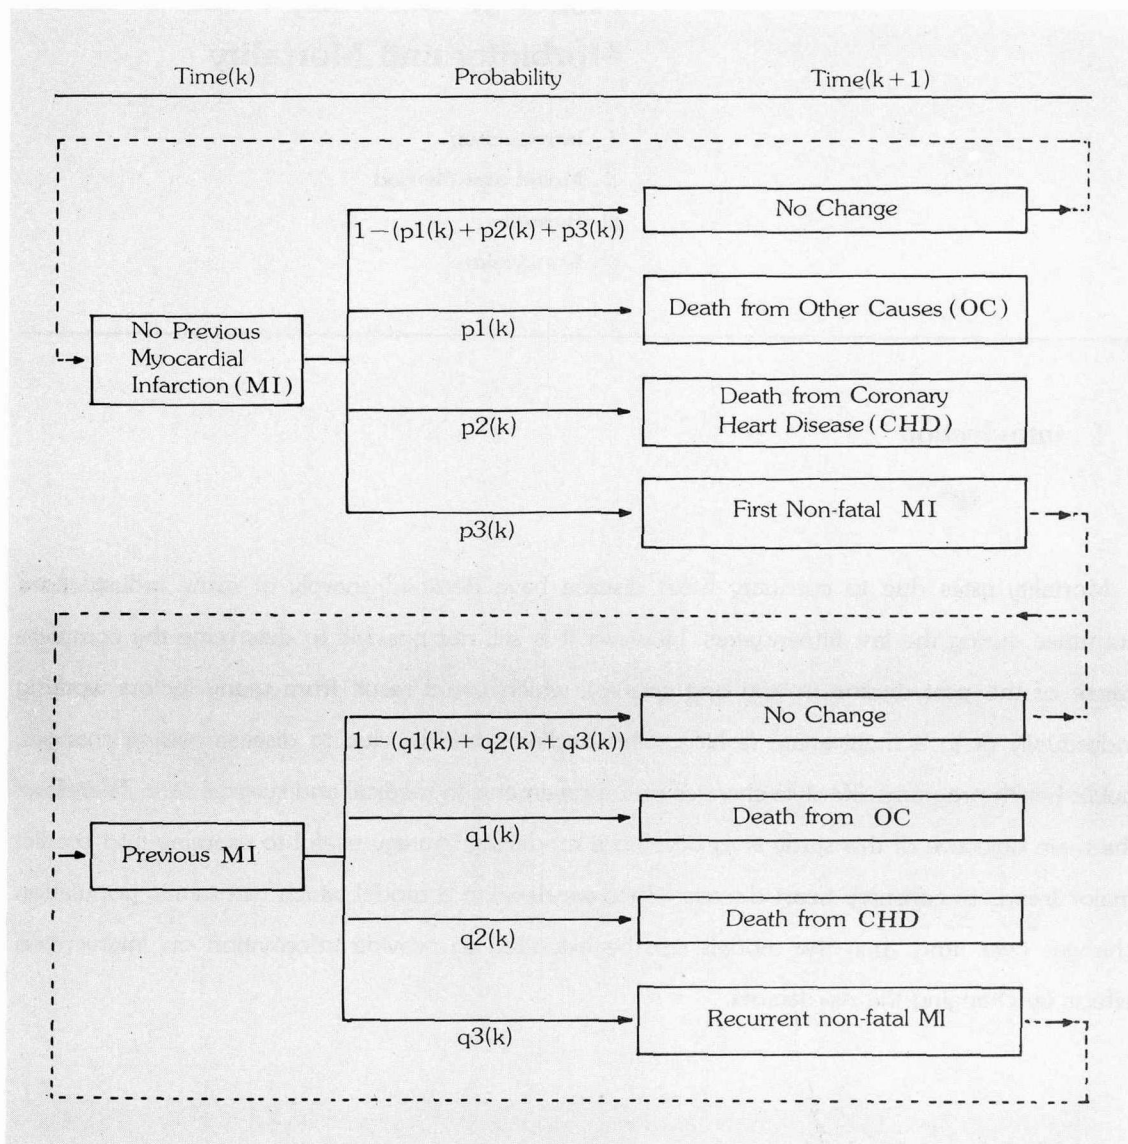 Time(k) Probability Time(k+1)
No Change
1−(p1(k)+p2(k)+p3(k))
Death from Other Causes (OC)
p1(k)
No Previous
Myocardial
Infarction (MI)
Death from Coronary
Heart Disease (CHD)
p2(k)
First Non-fatal MI
p3(k)
No Change
1−(q1(k)+q2(k)+q3(k))
Death from OC
q1(k)
Previous MI
Death from CHD
q2(k)
Recurrent non-fatal MI
q3(k)